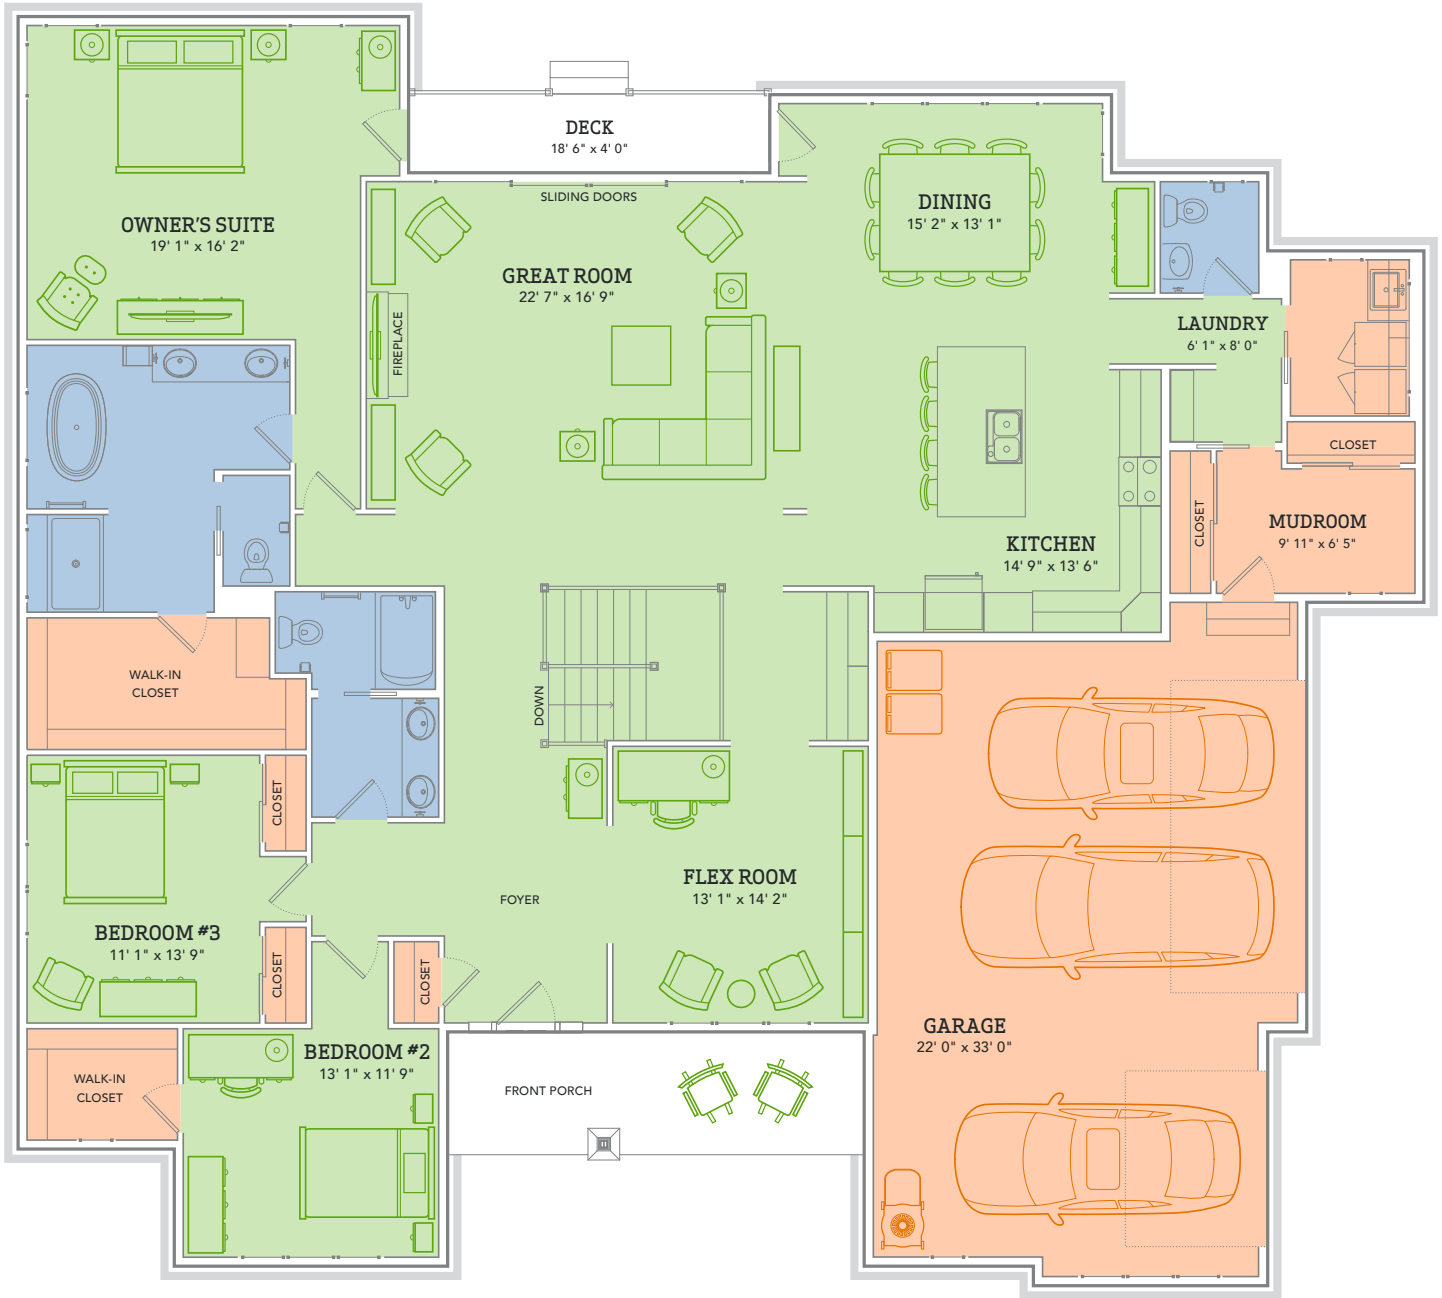 DECK
18' 6" x 4' 0"
SLIDING DOORS
OWNER'S SUITE
19' 1" x 16' 2"
DINING
15' 2" x 13' 1"
GREAT ROOM
22' 7" x 16' 9"
FIREPLACE
LAUNDRY
6' 1" x 8' 0"
CLOSET
CLOSET
MUDROOM
9' 11" x 6' 5"
KITCHEN
14' 9" x 13' 6"
WALK-IN
CLOSET
DOWN
CLOSET
FLEX ROOM
13' 1" x 14' 2"
FOYER
BEDROOM #3
11' 1" x 13' 9"
CLOSET
CLOSET
GARAGE
22' 0" x 33' 0"
BEDROOM #2
13' 1" x 11' 9"
WALK-IN
CLOSET
FRONT PORCH